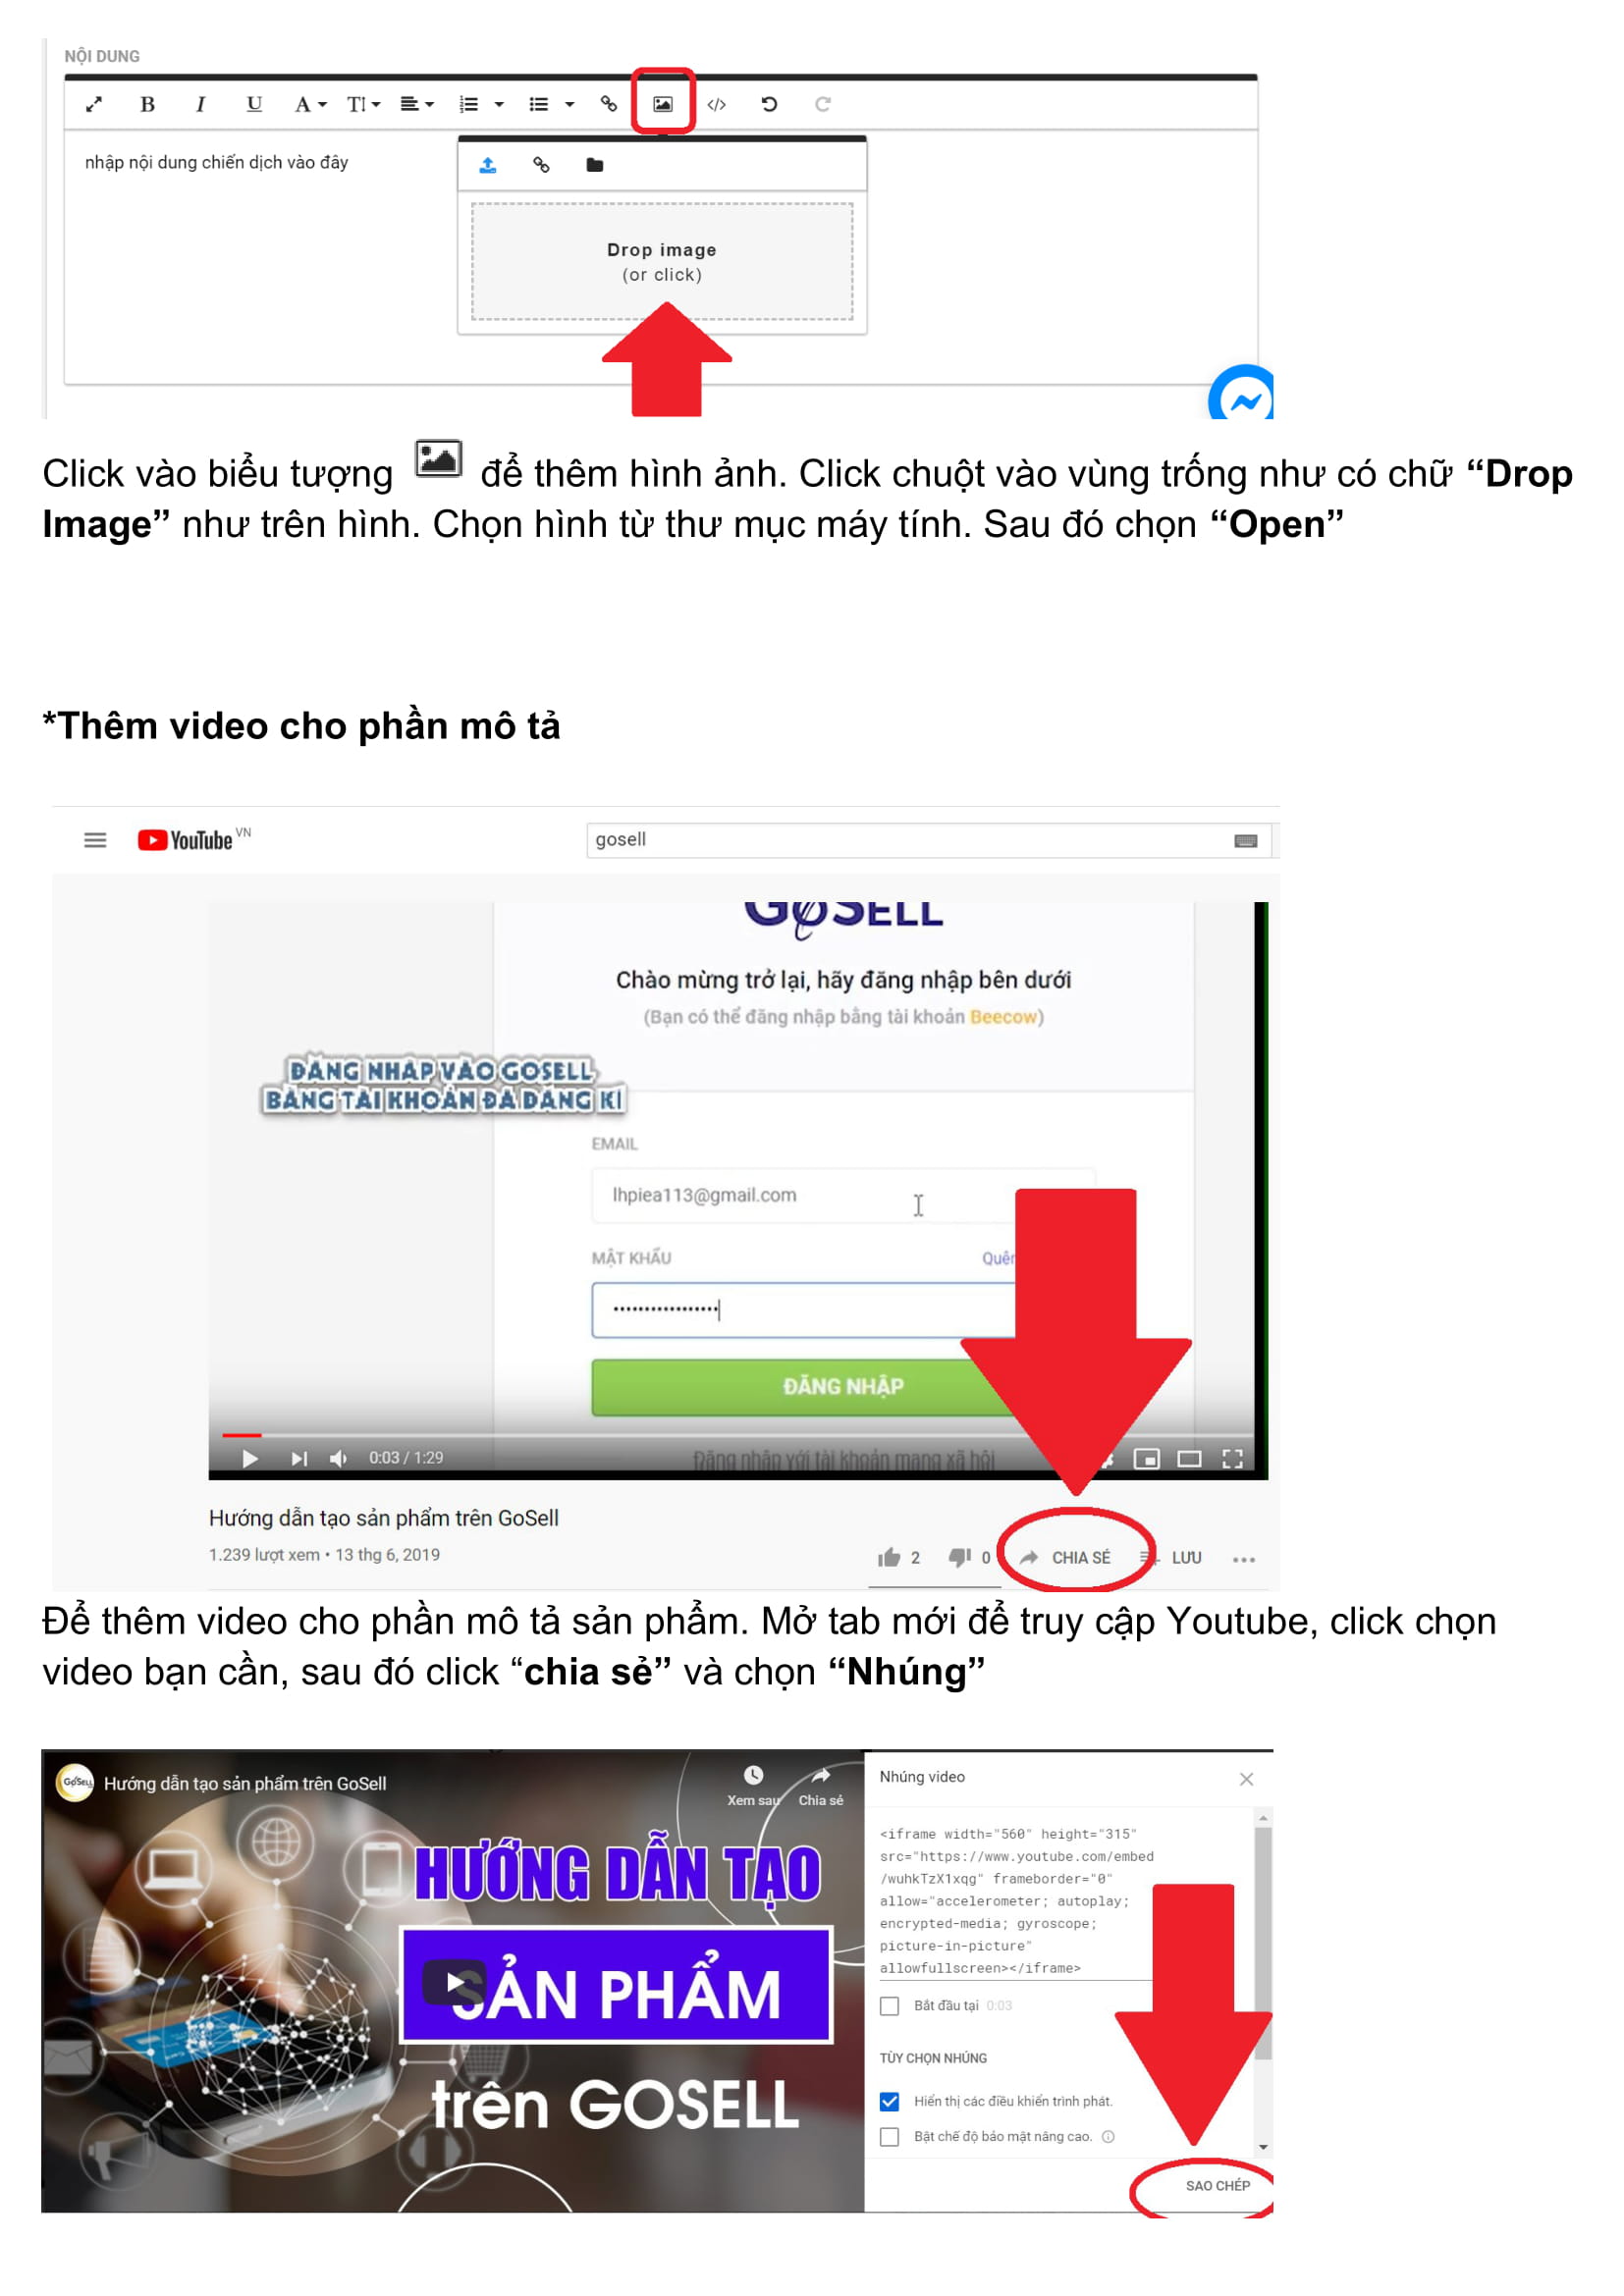 NỘI DUNG
B I U A T
nhập nội dung chiến dịch vào đây
Drop image
(or click)
Click vào biểu tượng để thêm hình ảnh. Click chuột vào vùng trống như có chữ “Drop
Image” như trên hình. Chọn hình từ thư mục máy tính. Sau đó chọn “Open”
*Thêm video cho phần mô tả
YouTube VN
gosell
GOSELL
Chào mừng trở lại, hãy đăng nhập bên dưới
(Bạn có thể đăng nhập bằng tài khoản Beecow)
ĐĂNG NHẬP VÀO GOSELL
BẰNG TÀI KHOẢN ĐÃ ĐĂNG KÍ
EMAIL
lhpiea113@gmail.com
MẬT KHẨU
ĐĂNG NHẬP
0:03 / 1:29
Đăng nhập với tài khoản mạng xã hội
Hướng dẫn tạo sản phẩm trên GoSell
1.239 lượt xem • 13 thg 6, 2019
2 0 CHIA SẺ LƯU
Để thêm video cho phần mô tả sản phẩm. Mở tab mới để truy cập Youtube, click chọn
video bạn cần, sau đó click “chia sẻ” và chọn “Nhúng”
GoSELL Hướng dẫn tạo sản phẩm trên GoSell
Xem sau Chia sẻ
HƯỚNG DẪN TẠO
SẢN PHẨM
trên GOSELL
Nhúng video
<iframe width="560" height="315"
src="https://www.youtube.com/embed
/wuhkTzX1xqg" frameborder="0"
allow="accelerometer; autoplay;
encrypted-media; gyroscope;
picture-in-picture"
allowfullscreen></iframe>
Bắt đầu tại 0:03
TÙY CHỌN NHÚNG
Hiển thị các điều khiển trình phát.
Bật chế độ bảo mật nâng cao.
SAO CHÉP